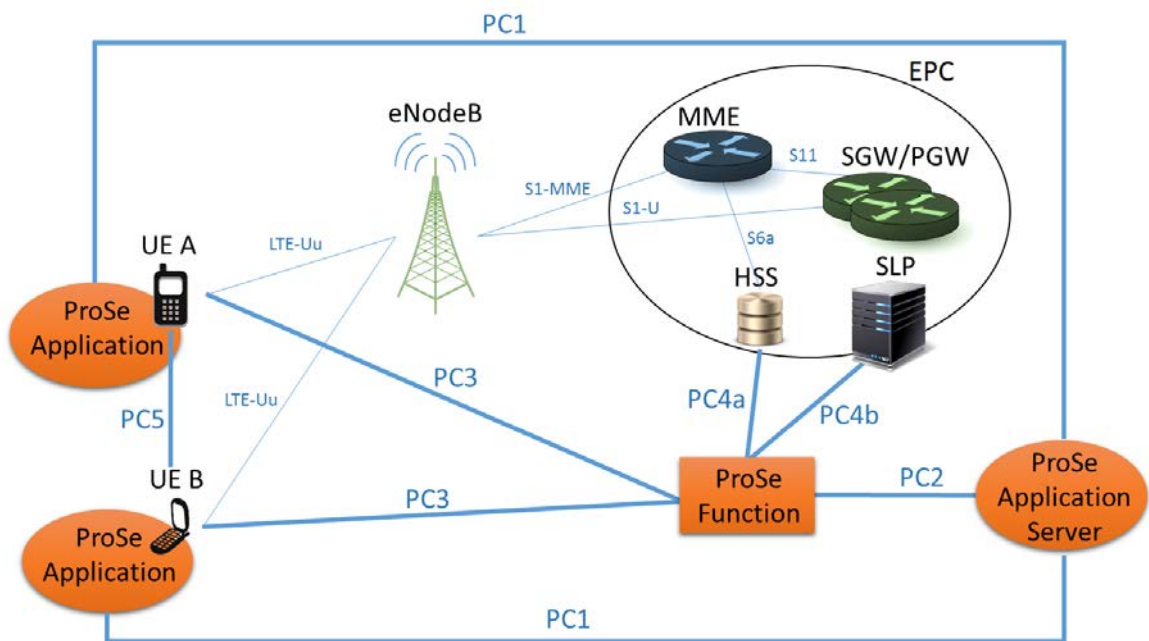 PC1
EPC
eNodeB
MME
S11
SGW/PGW
S1-MME
S1-U
S6a
LTE-Uu
UE A
HSS
SLP
ProSe
Application
PC3
LTE-Uu
PC4a
PC4b
PC5
UE B
ProSe
Function
PC2
ProSe
Application
Server
PC3
ProSe
Application
PC1